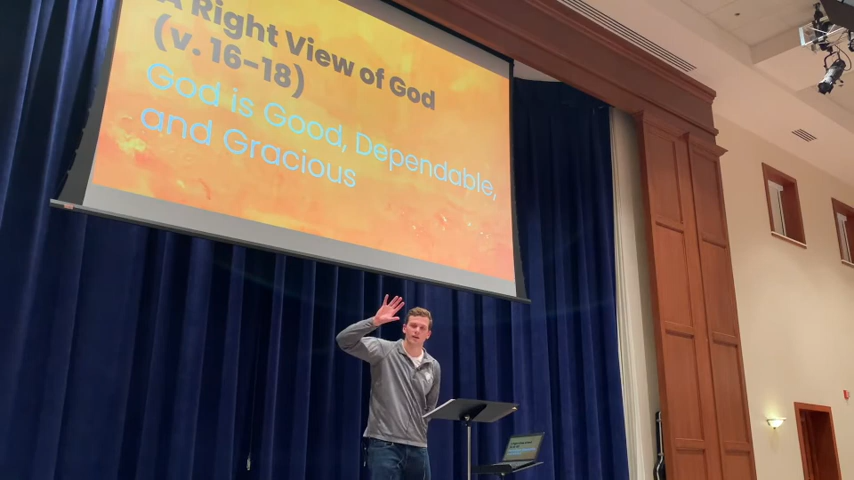 A Right View of God
(v. 16-18)
God is Good, Dependable,
and Gracious